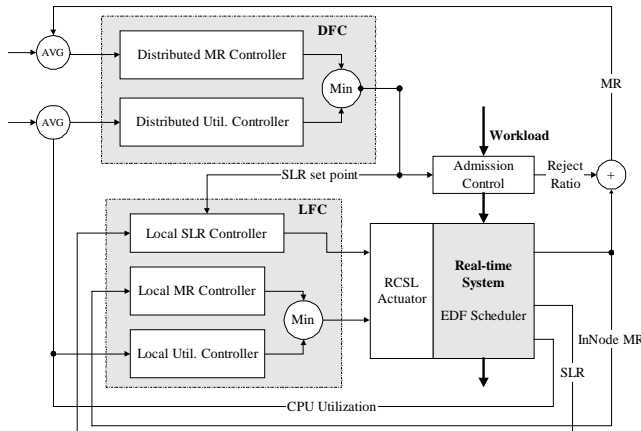 DFC
AVG
Distributed MR Controller
Min
MR
AVG
Distributed Util. Controller
Workload
SLR set point
Admission
Control
Reject
Ratio
+
LFC
Local SLR Controller
Local MR Controller
Min
Local Util. Controller
RCSL
Actuator
Real-time
System
EDF Scheduler
InNode MR
SLR
CPU Utilization